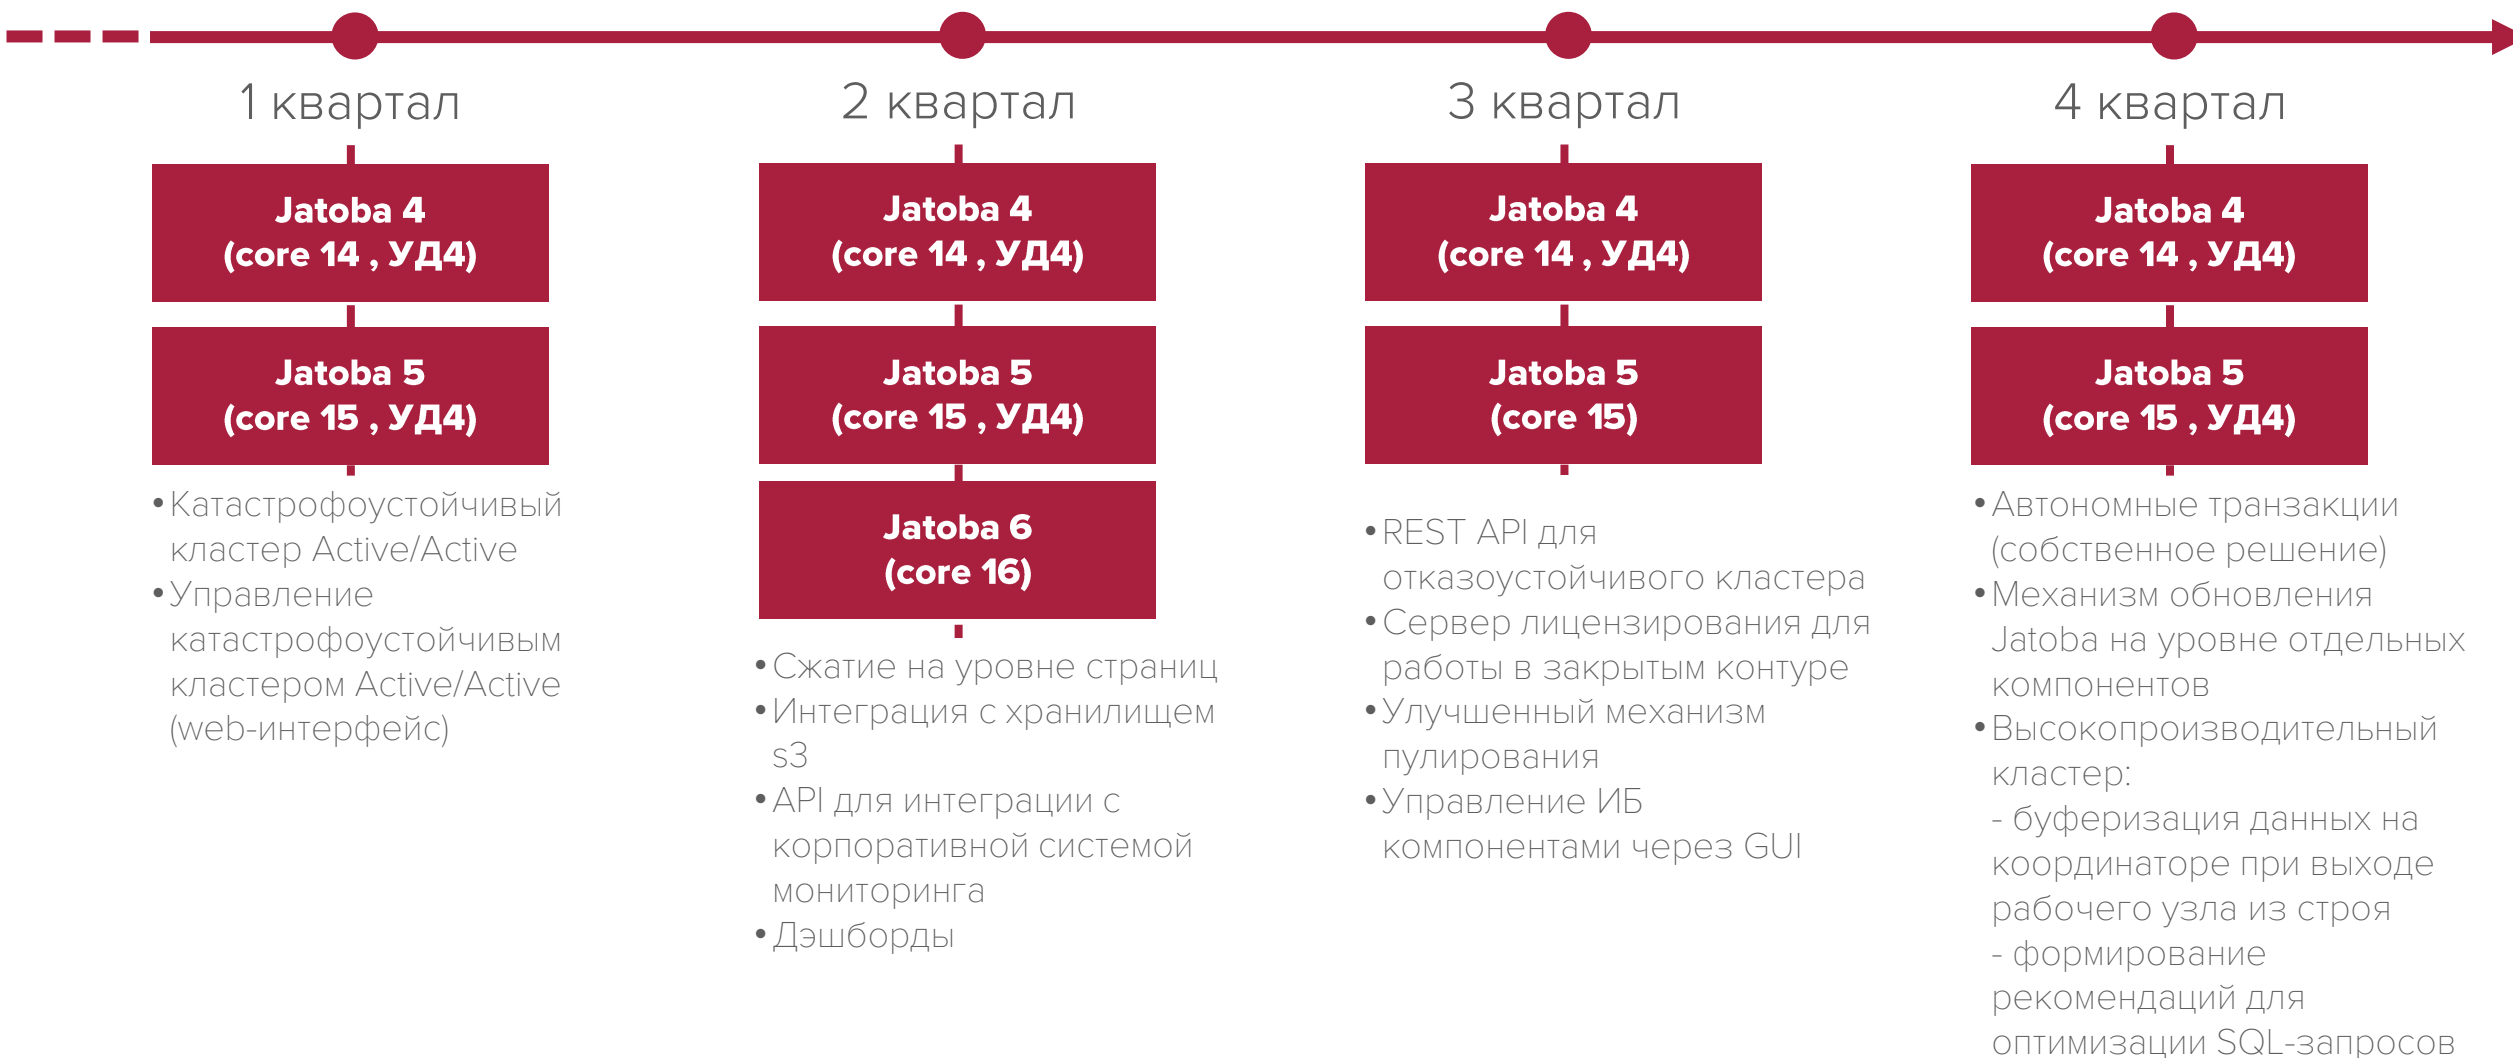 1 квартал
Jatoba 4
(core 14 , УД4)
Jatoba 5
(core 15 , УД4)
•Катастрофоустойчивый
кластер Active/Active
•Управление
катастрофоустойчивым
кластером Active/Active
(web-интерфейс)
2 квартал
Jatoba 4
(core 14 , УД4)
Jatoba 5
(core 15 , УД4)
Jatoba 6
(core 16)
•Сжатие на уровне страниц
•Интеграция с хранилищем
s3
•API для интеграции с
корпоративной системой
мониторинга
•Дэшборды
3 квартал
Jatoba 4
(core 14 , УД4)
Jatoba 5
(core 15)
•REST API для
отказоустойчивого кластера
•Сервер лицензирования для
работы в закрытым контуре
•Улучшенный механизм
пулирования
•Управление ИБ
компонентами через GUI
4 квартал
Jatoba 4
(core 14 , УД4)
Jatoba 5
(core 15 , УД4)
•Автономные транзакции
(собственное решение)
•Механизм обновления
Jatoba на уровне отдельных
компонентов
•Высокопроизводительный
кластер:
- буферизация данных на
координаторе при выходе
рабочего узла из строя
- формирование
рекомендаций для
оптимизации SQL-запросов